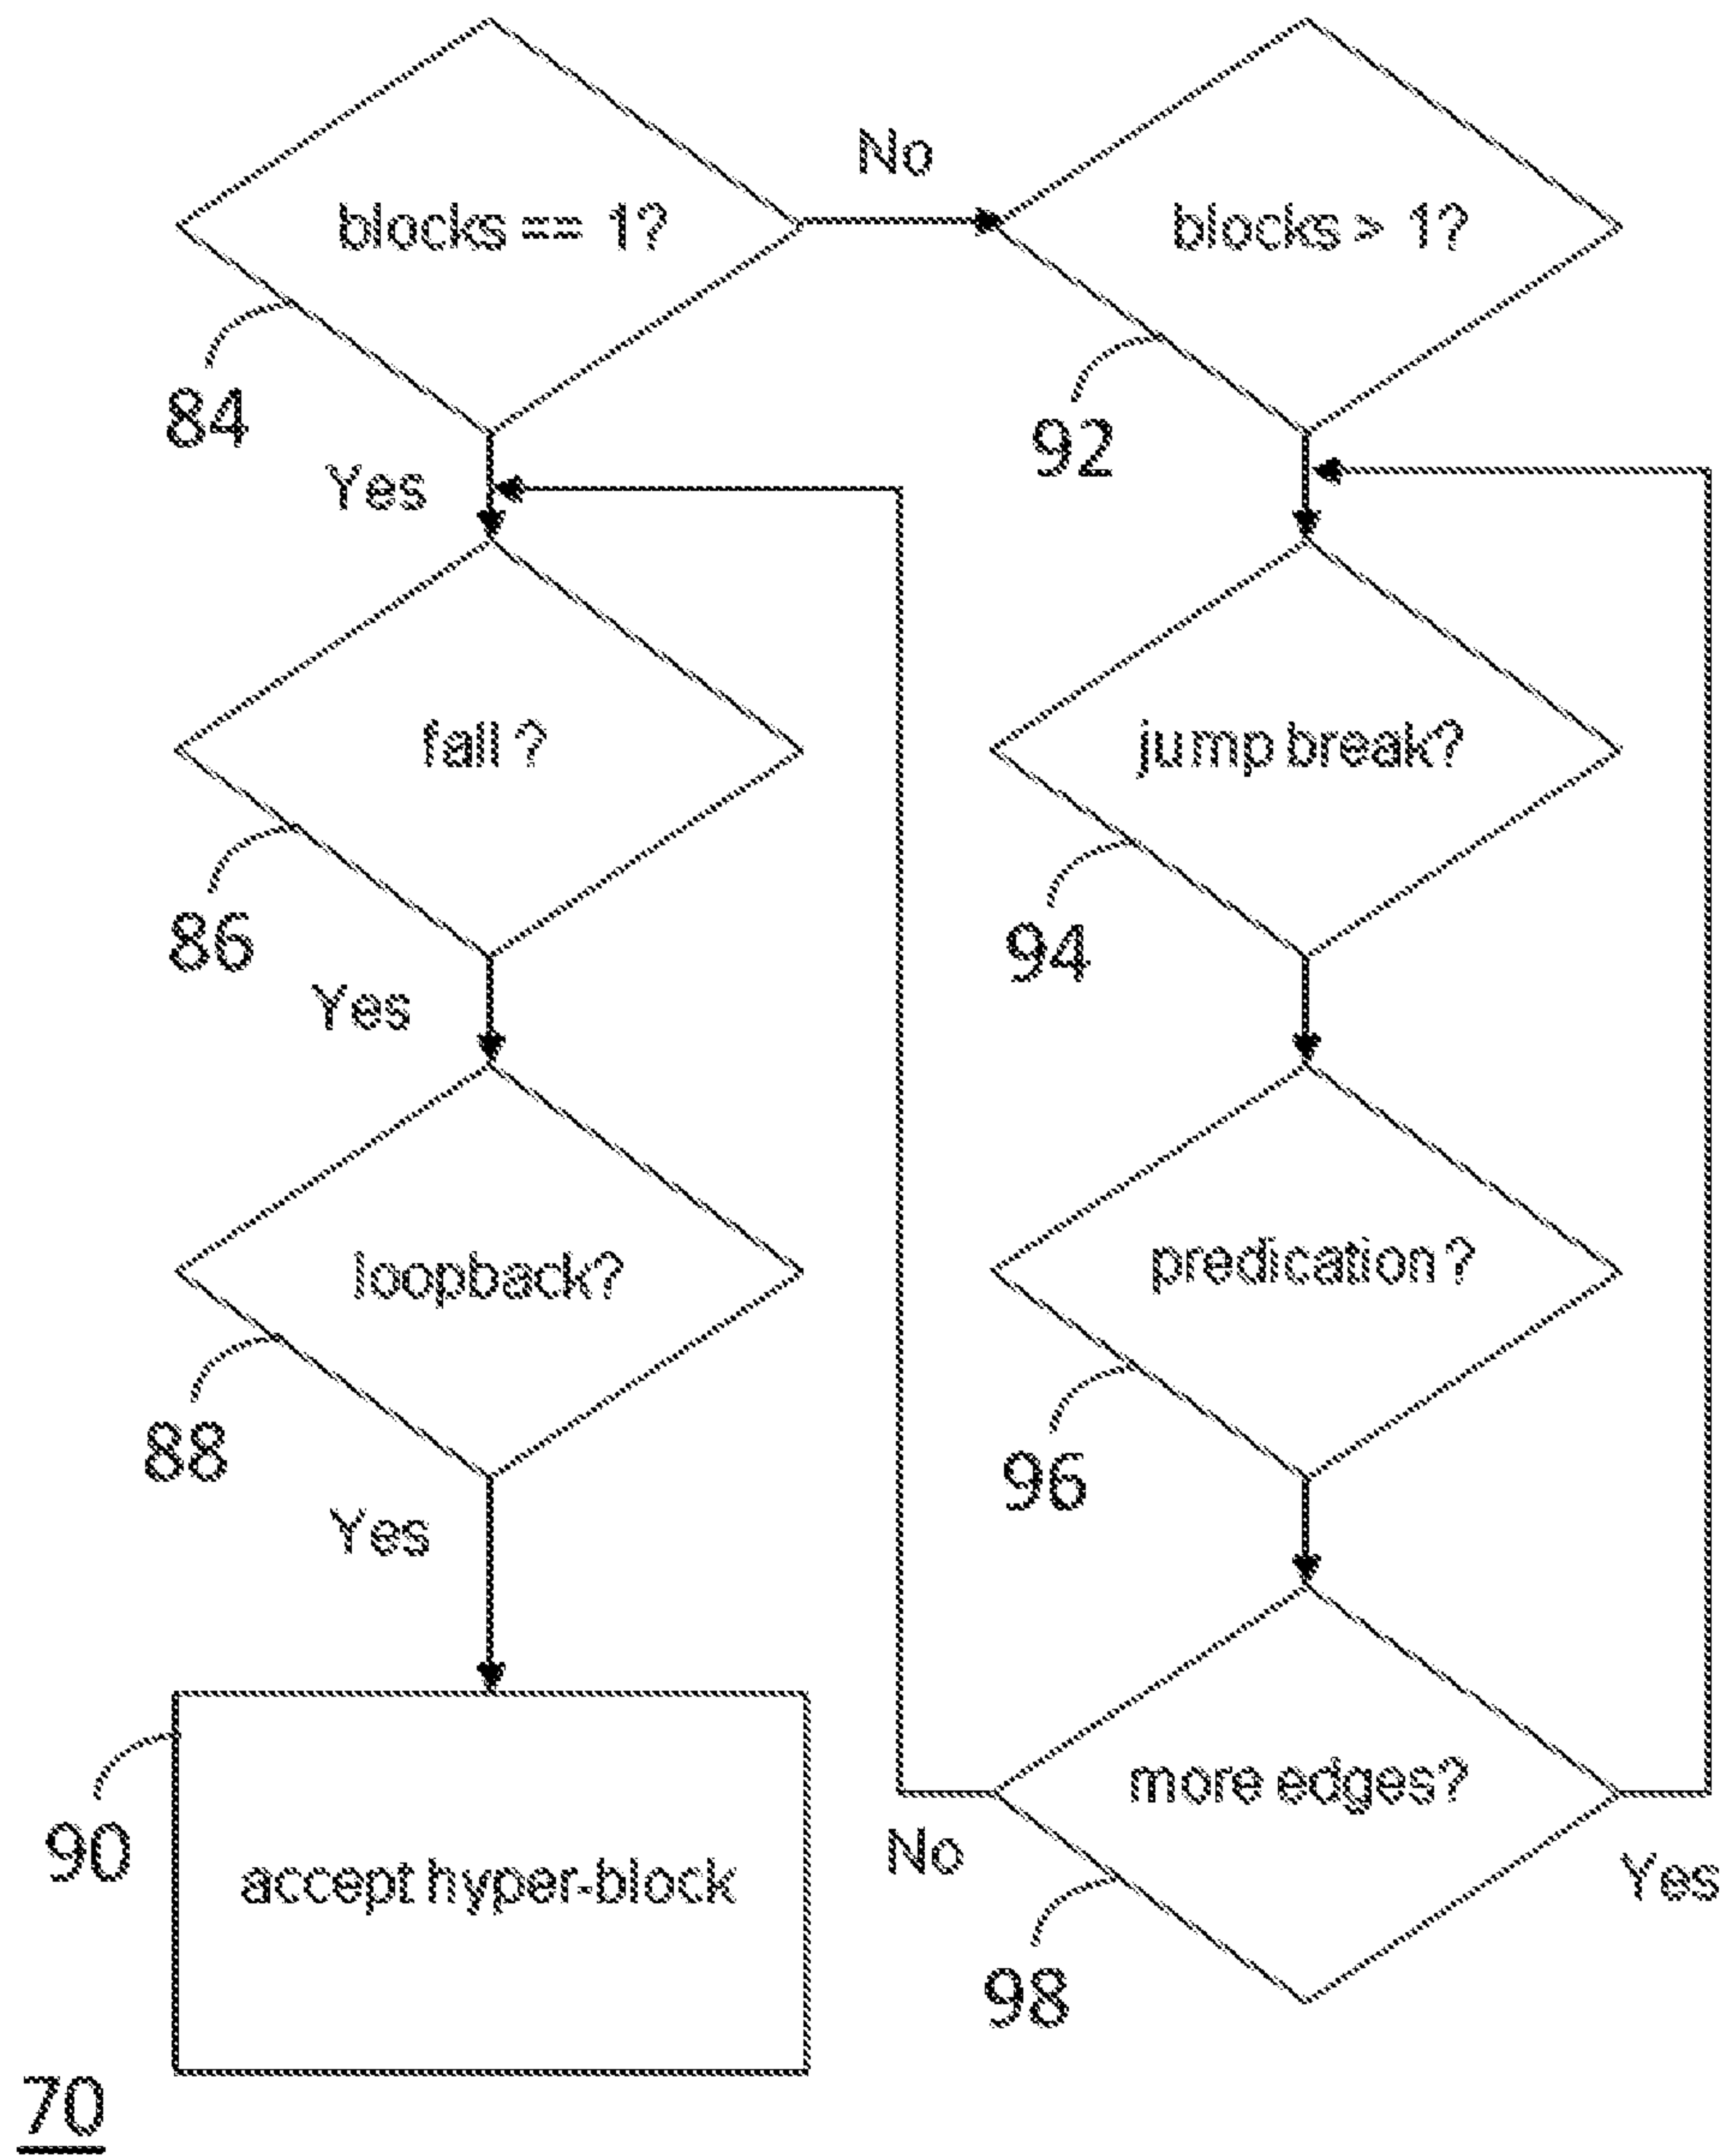 blocks == 1?
84
No
blocks > 1?
92
Yes
fall ?
86
Yes
jump break?
94
loopback?
88
Yes
predication ?
96
accept hyper-block
90
more edges?
98
No
Yes
70